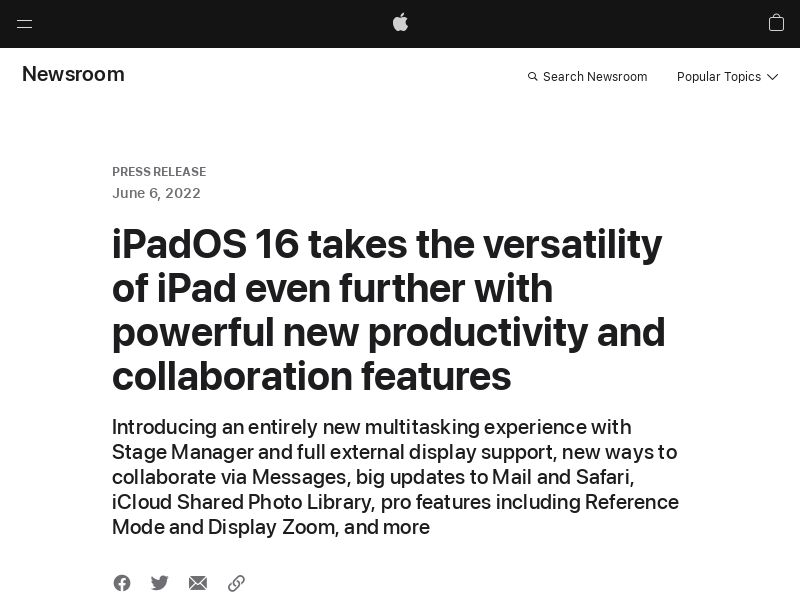 Newsroom
Search Newsroom
Popular Topics
PRESS RELEASE
June 6, 2022
iPadOS 16 takes the versatility
of iPad even further with
powerful new productivity and
collaboration features
Introducing an entirely new multitasking experience with
Stage Manager and full external display support, new ways to
collaborate via Messages, big updates to Mail and Safari,
iCloud Shared Photo Library, pro features including Reference
Mode and Display Zoom, and more